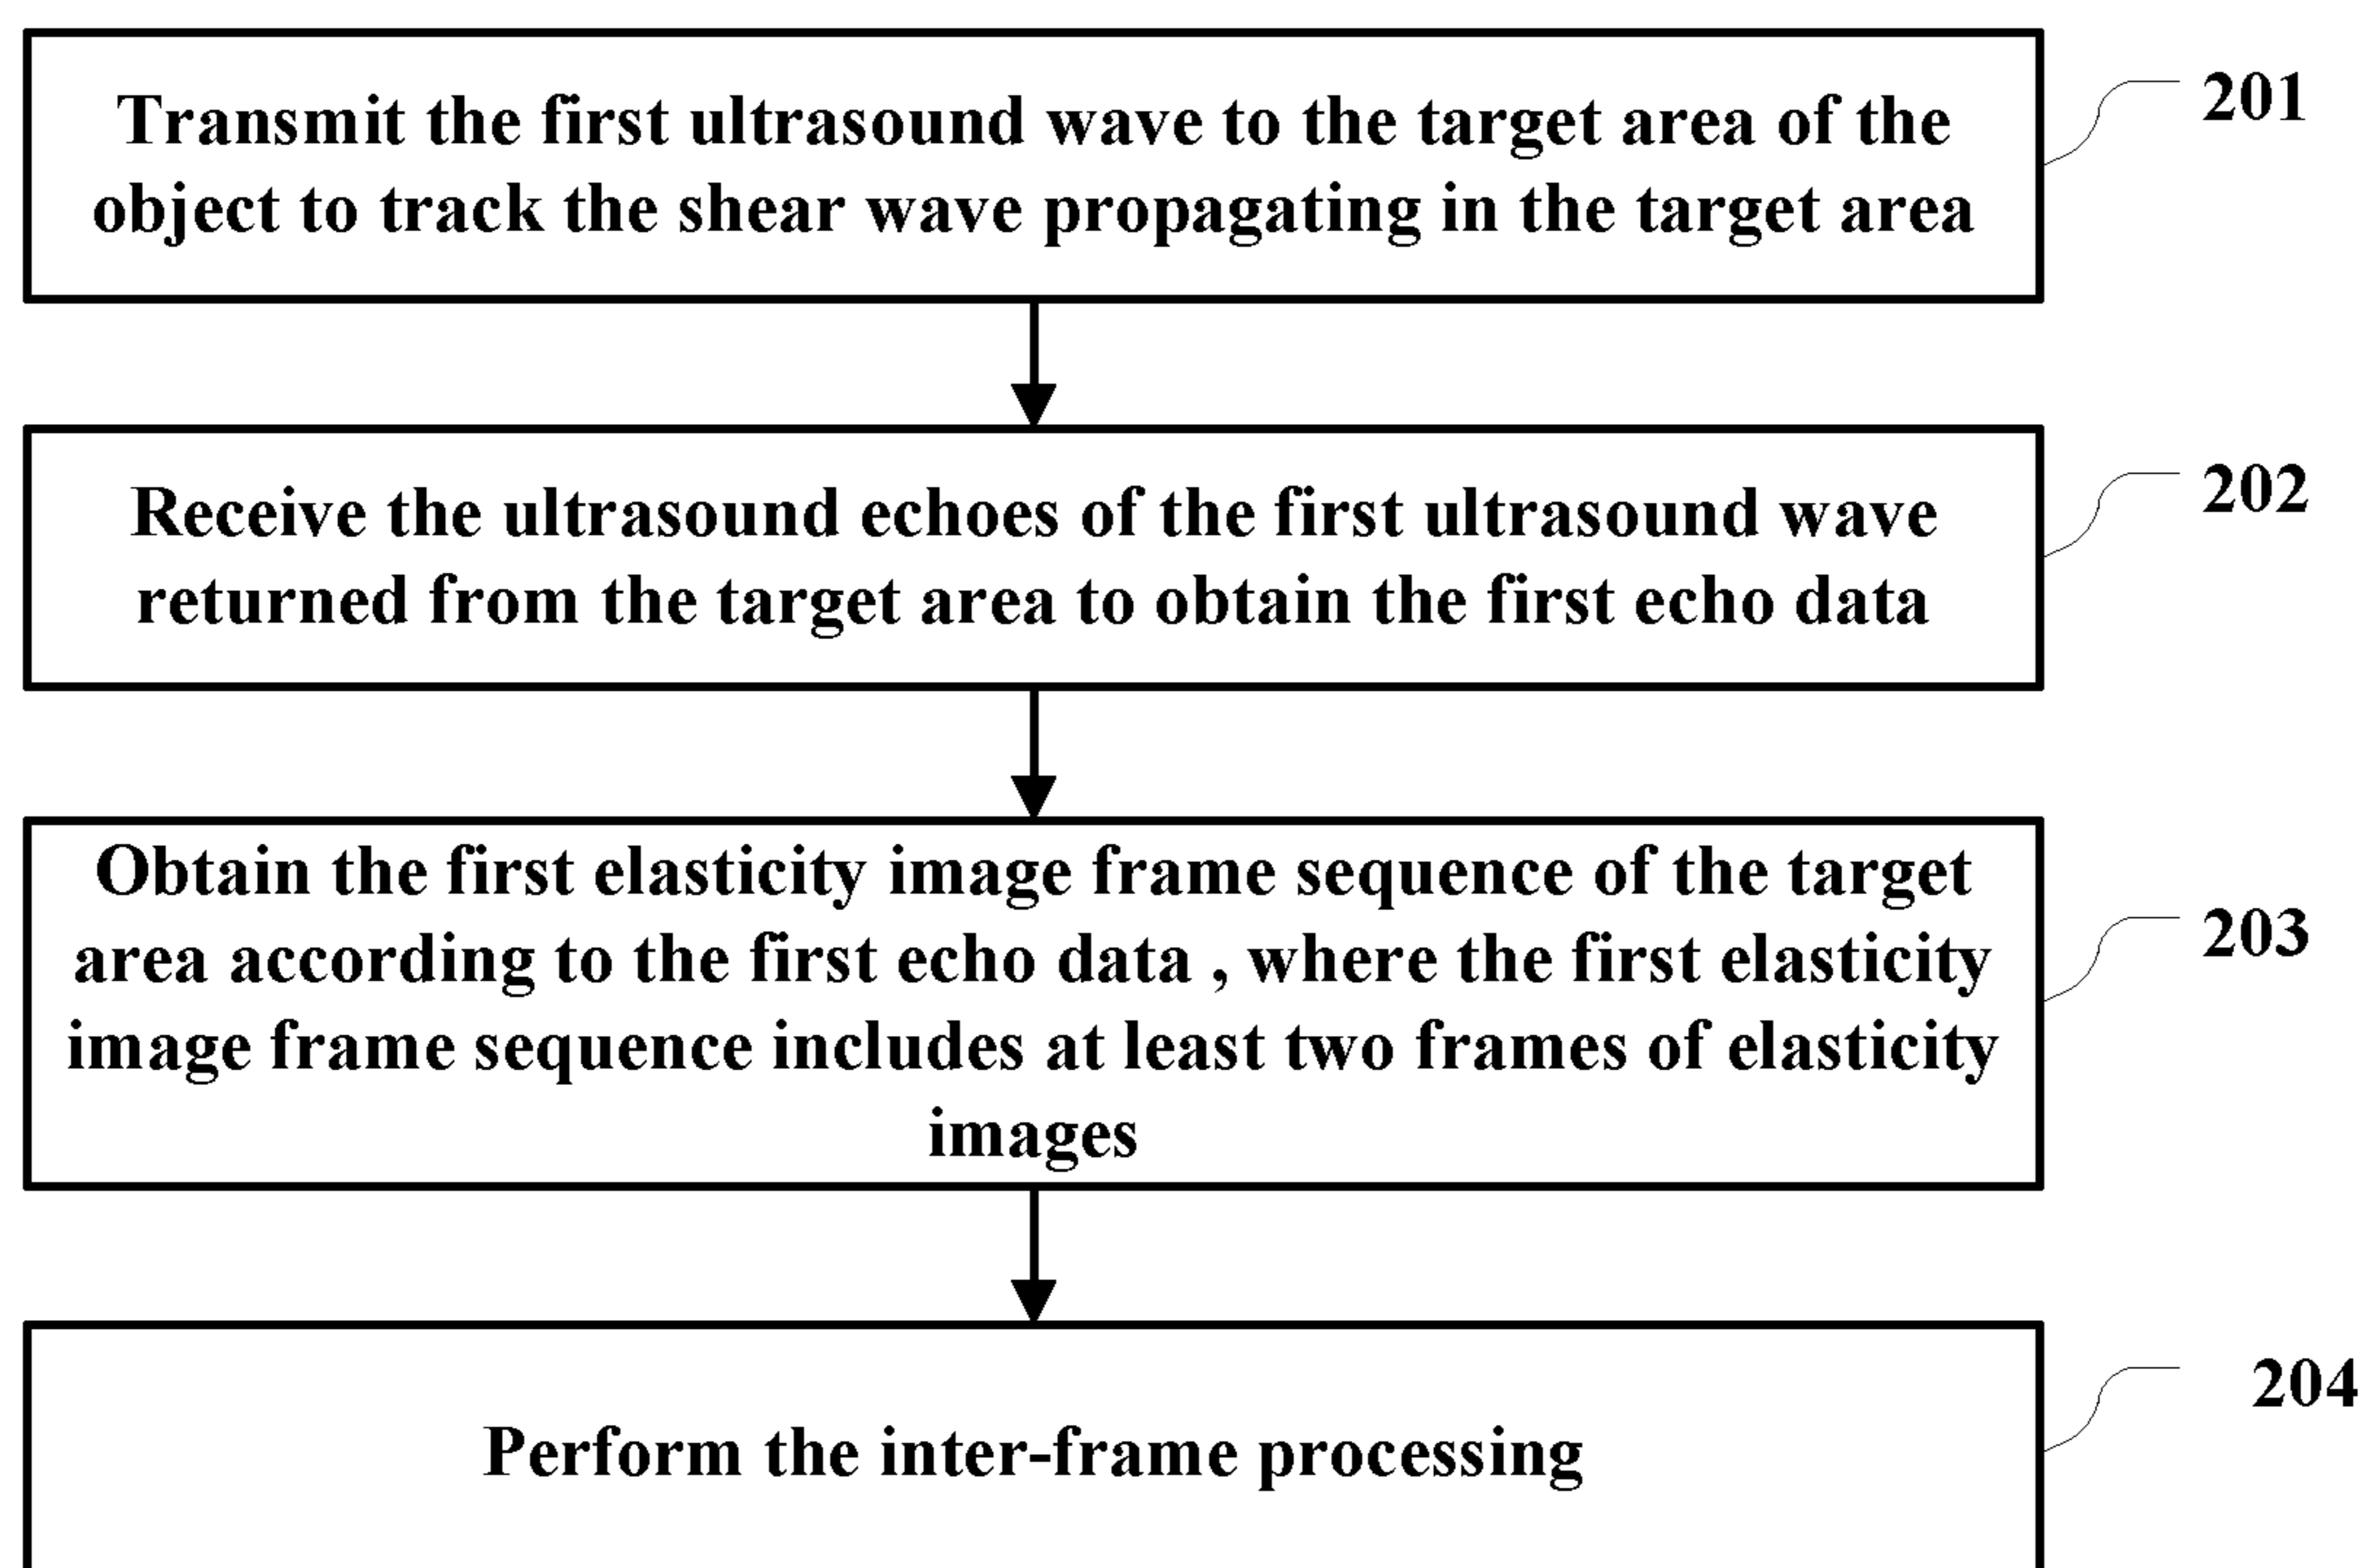 Transmit the first ultrasound wave to the target area of the
object to track the shear wave propagating in the target area
201
Receive the ultrasound echoes of the first ultrasound wave
returned from the target area to obtain the first echo data
202
Obtain the first elasticity image frame sequence of the target
area according to the first echo data , where the first elasticity
image frame sequence includes at least two frames of elasticity
images
203
Perform the inter-frame processing
204